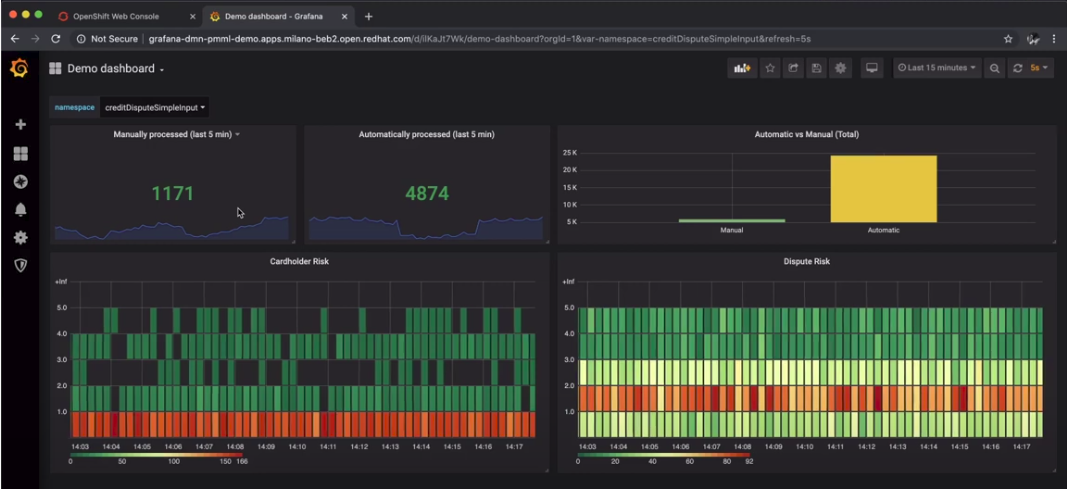 OpenShift Web Console
Demo dashboard - Grafana
Not Secure | grafana-dmn-pmml-demo.apps.milano-beb2.open.redhat.com/d/iIKaJt7Wk/demo-dashboard?orgId=1&var-namespace=creditDisputeSimpleInput&refresh=5s
Demo dashboard
Last 15 minutes 5s
namespace creditDisputeSimpleInput
Manually processed (last 5 min)
1171
Automatically processed (last 5 min)
4874
Automatic vs Manual (Total)
25 K
20 K
15 K
10 K
5 K
Manual Automatic
Cardholder Risk
+Inf
5.0
4.0
3.0
2.0
1.0
14:03 14:04 14:05 14:06 14:07 14:08 14:09 14:10 14:11 14:12 14:13 14:14 14:15 14:16 14:17
0 50 100 150 166
Dispute Risk
+Inf
5.0
4.0
3.0
2.0
1.0
14:03 14:04 14:05 14:06 14:07 14:08 14:09 14:10 14:11 14:12 14:13 14:14 14:15 14:16 14:17
0 20 40 60 80 92